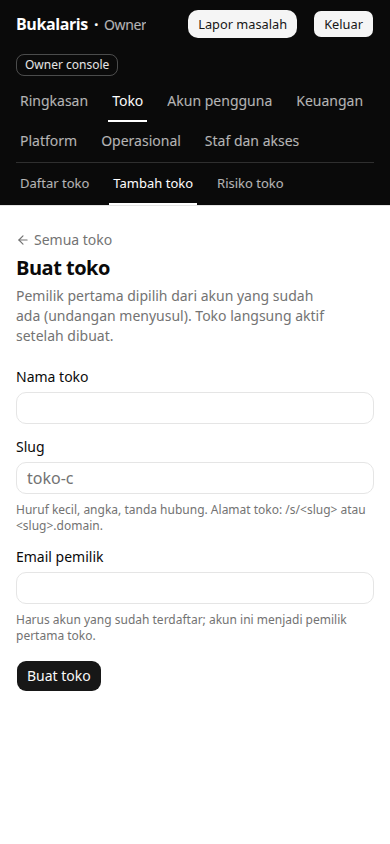 Bukalaris • Owner
Lapor masalah
Keluar
Owner console
Ringkasan Toko Akun pengguna Keuangan
Platform Operasional Staf dan akses
Daftar toko Tambah toko Risiko toko
← Semua toko
Buat toko
Pemilik pertama dipilih dari akun yang sudah
ada (undangan menyusul). Toko langsung aktif
setelah dibuat.
Nama toko
Slug
toko-c
Huruf kecil, angka, tanda hubung. Alamat toko: /s/<slug> atau
<slug>.domain.
Email pemilik
Harus akun yang sudah terdaftar; akun ini menjadi pemilik
pertama toko.
Buat toko